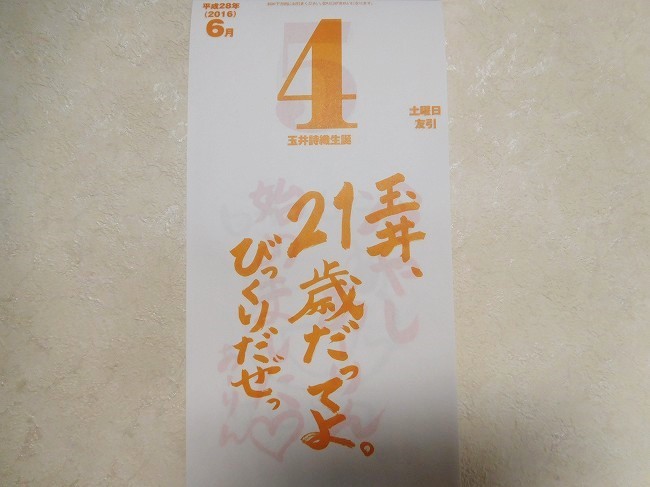 平成28年
(2016)
6月
4
玉井詩織生誕
土曜日
友引
玉井、
21歳だってよ。
びっくりだぜっ